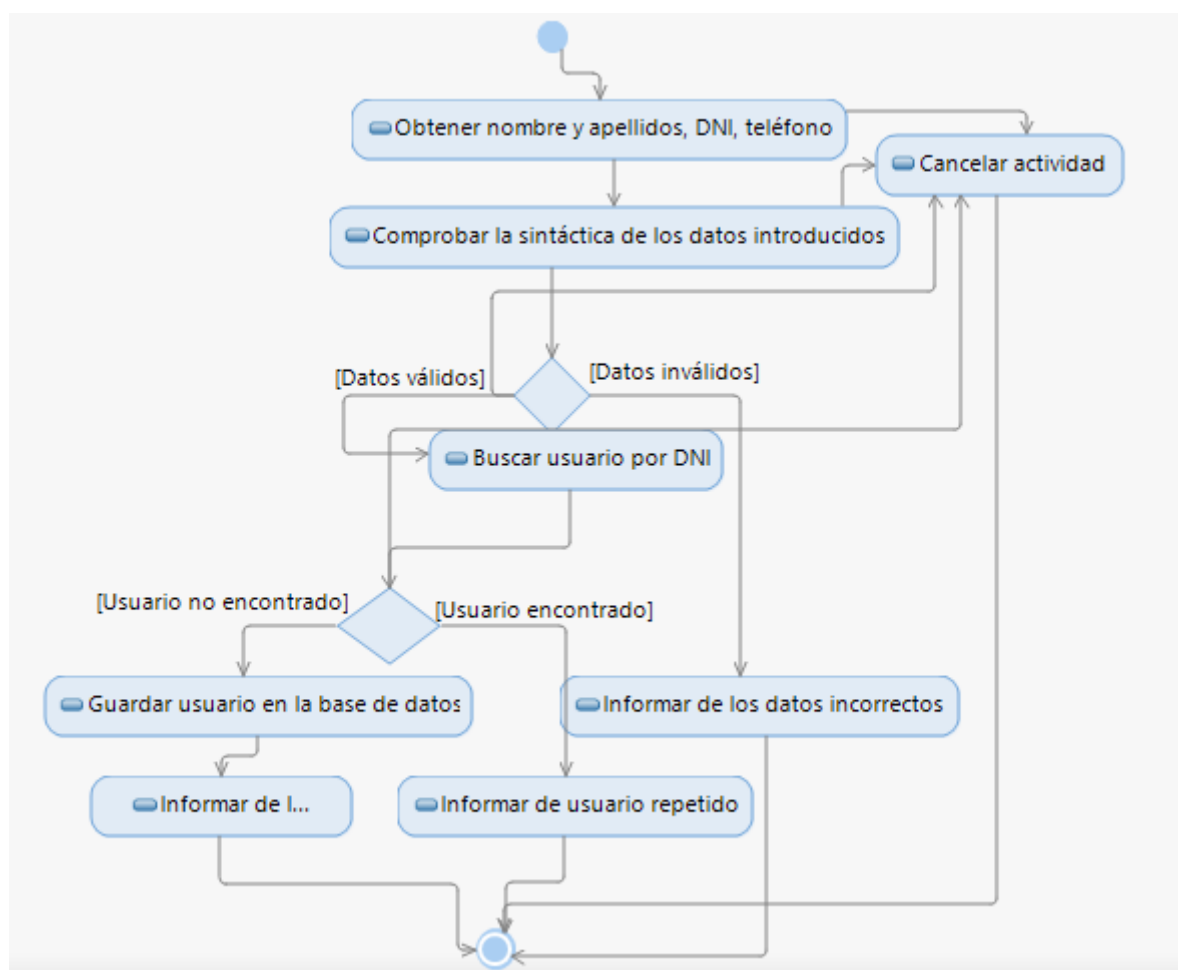 Obtener nombre y apellidos, DNI, teléfono
Cancelar actividad
Comprobar la sintáctica de los datos introducidos
[Datos válidos]
[Datos inválidos]
Buscar usuario por DNI
[Usuario no encontrado]
[Usuario encontrado]
Guardar usuario en la base de datos
Informar de los datos incorrectos
Informar de l...
Informar de usuario repetido